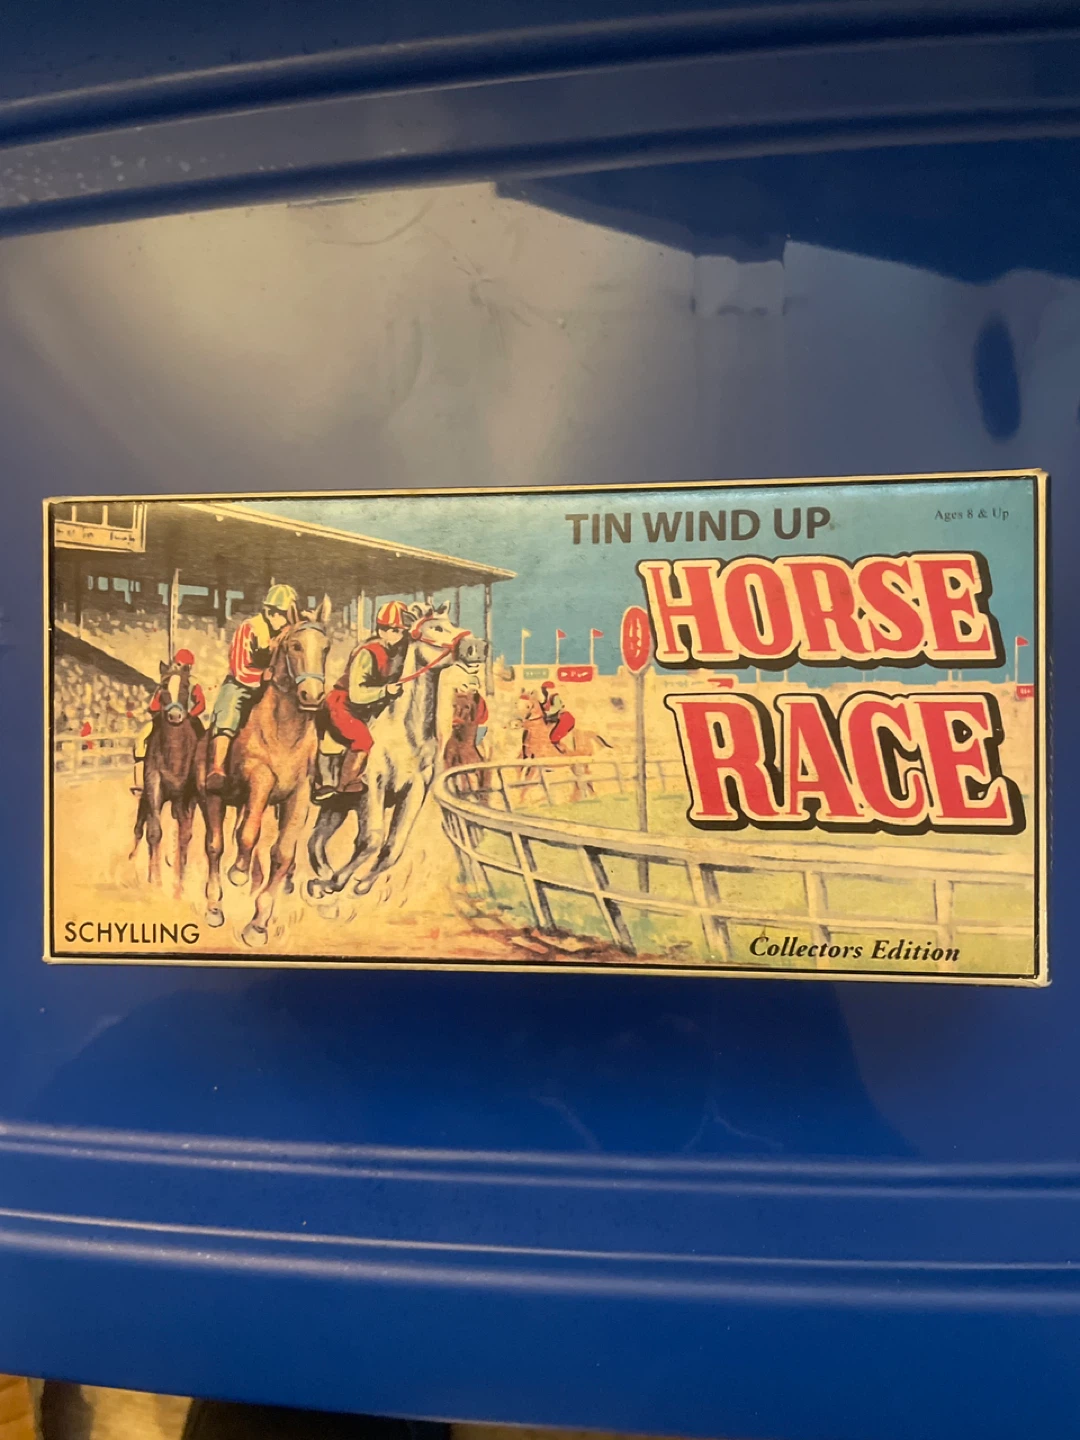 TIN WIND UP
Ages 8 & Up
HORSE
RACE
SCHYLLING
Collectors Edition